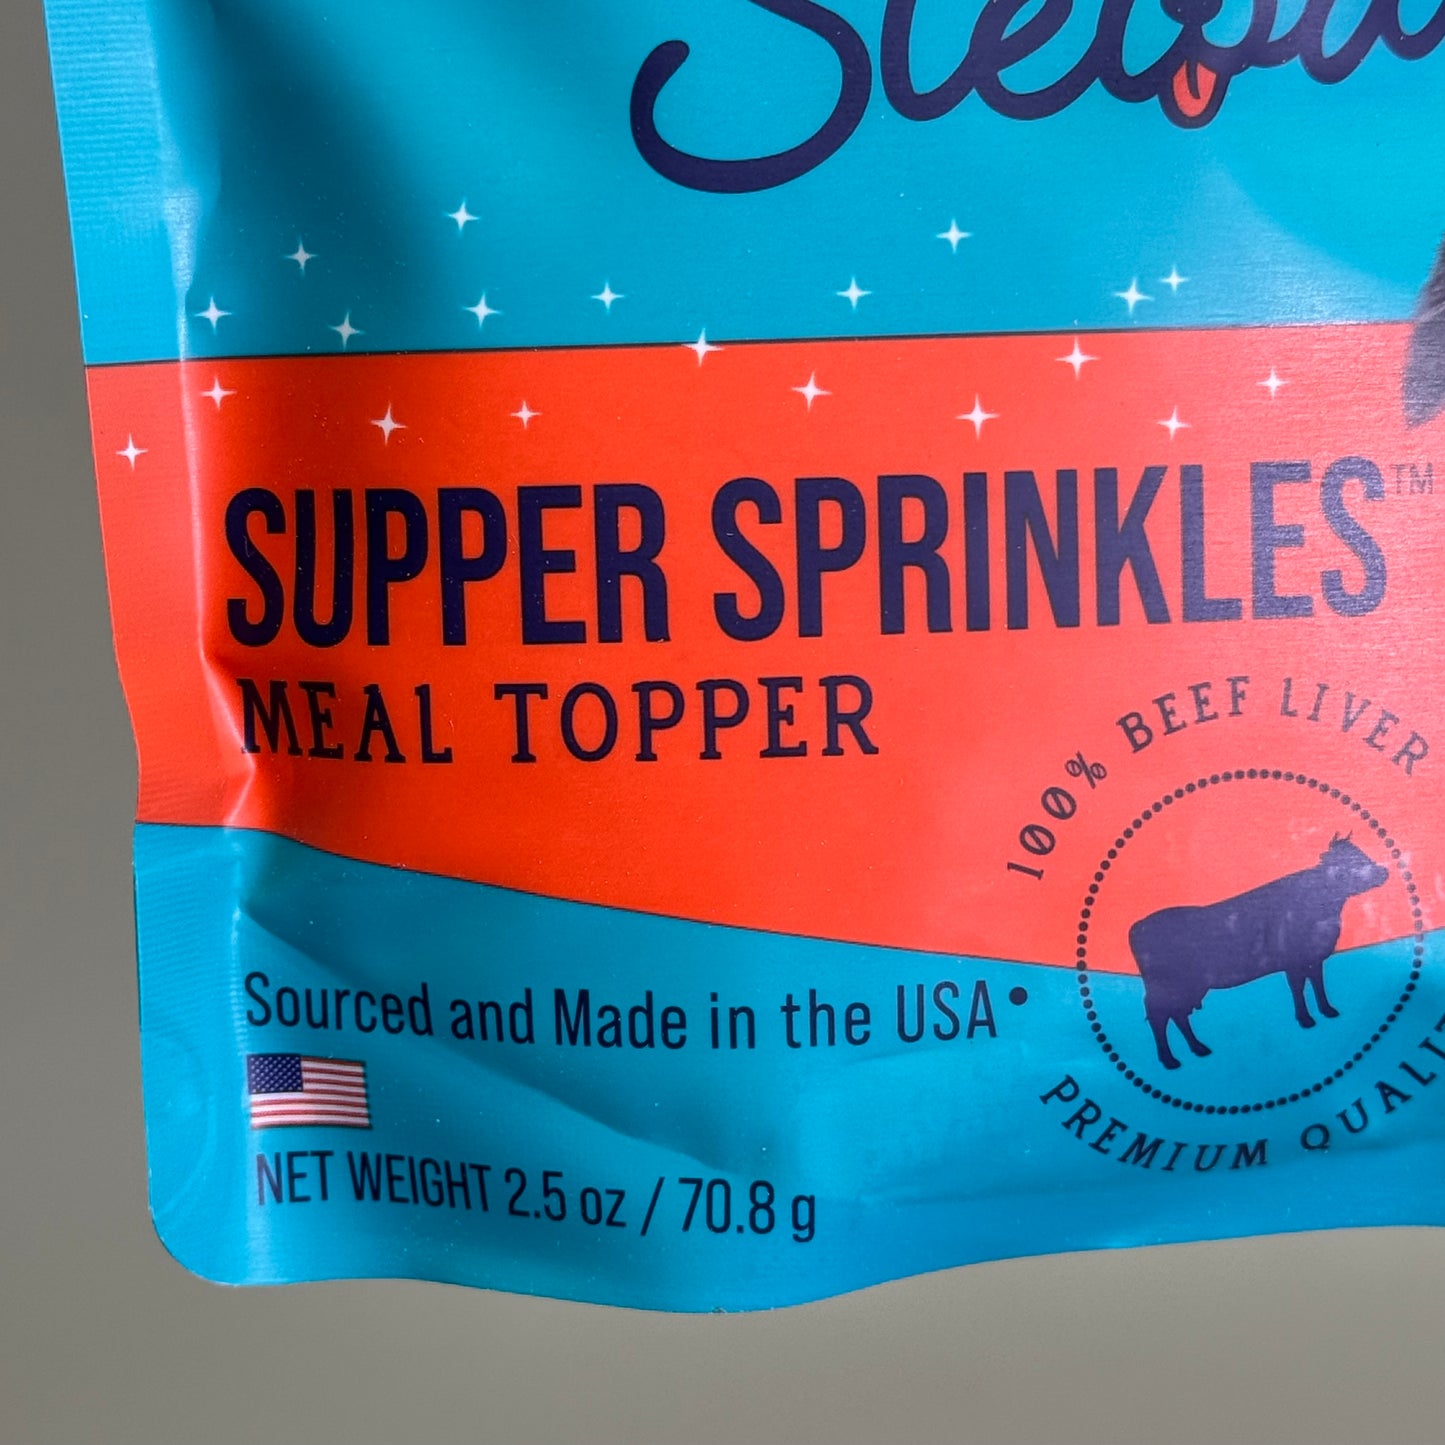 SUPPER SPRINKLES™
MEAL TOPPER
100% BEEF LIVER
Sourced and Made in the USA•
PREMIUM
NET WEIGHT 2.5 oz / 70.8 g